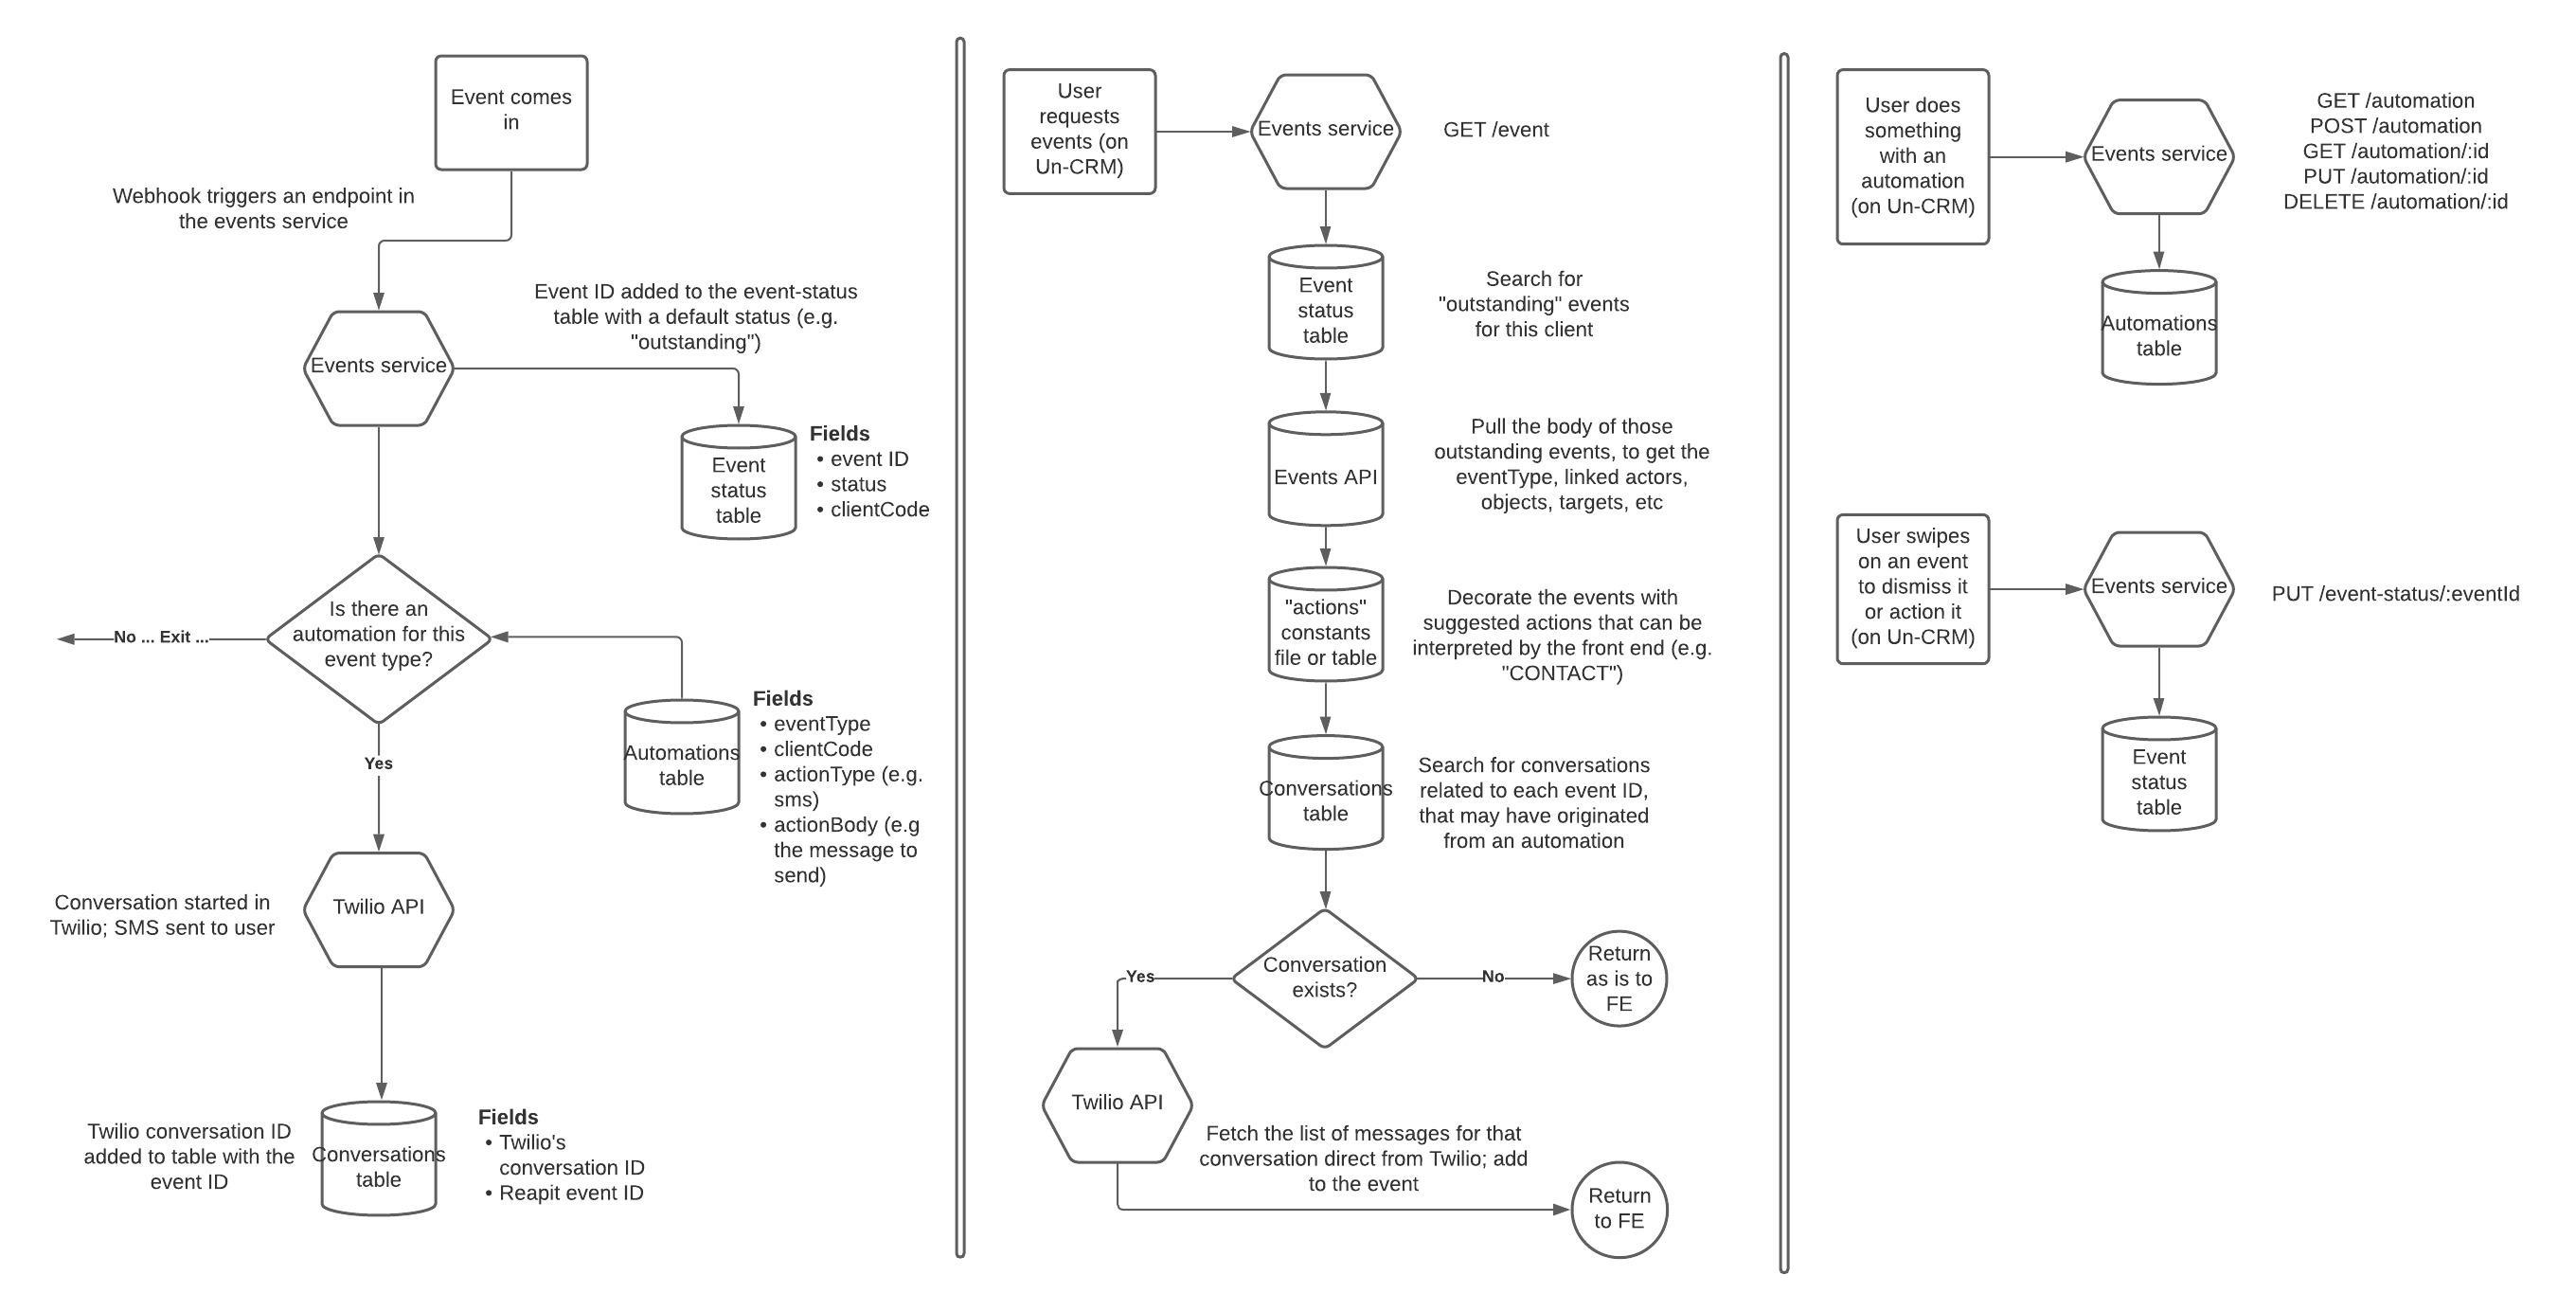 Event comes
in
Webhook triggers an endpoint in
the events service
Event ID added to the event-status
table with a default status (e.g.
"outstanding")
Events service
Event
status
table
Fields
• event ID
• status
• clientCode
Is there an
automation for this
event type?
No ... Exit ...
Automations
table
Fields
• eventType
• clientCode
• actionType (e.g.
sms)
• actionBody (e.g
the message to
send)
Yes
Conversation started in
Twilio; SMS sent to user
Twilio API
Twilio conversation ID
added to table with the
event ID
Conversations
table
Fields
• Twilio's
conversation ID
• Reapit event ID
User
requests
events (on
Un-CRM)
Events service
GET /event
Event
status
table
Search for
"outstanding" events
for this client
Events API
Pull the body of those
outstanding events, to get the
eventType, linked actors,
objects, targets, etc
"actions"
constants
file or table
Decorate the events with
suggested actions that can be
interpreted by the front end (e.g.
"CONTACT")
Conversations
table
Search for conversations
related to each event ID,
that may have originated
from an automation
Conversation
exists?
Yes
No
Return
as is to
FE
Twilio API
Fetch the list of messages for that
conversation direct from Twilio; add
to the event
Return
to FE
User does
something
with an
automation
(on Un-CRM)
Events service
GET /automation
POST /automation
GET /automation/:id
PUT /automation/:id
DELETE /automation/:id
Automations
table
User swipes
on an event
to dismiss it
or action it
(on Un-CRM)
Events service
PUT /event-status/:eventId
Event
status
table